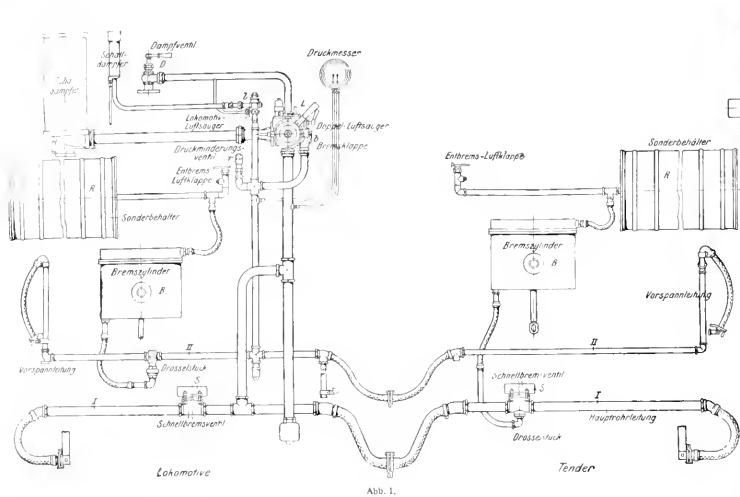 Dampfventil
D
Schall-
dämpfer
Druckmesser
L
l
Lokomotiv-
Luftsauger
Doppel-Luftsauger
b
Bremsklappe
Druckminderungs-
ventil
r
Entbrems-
Luftklappe
R
Sonderbehälter
Entbrems-Luftklappe
Sonderbehälter
R
Bremszylinder
B
Bremszylinder
B
Vorspannleitung
II
II
Vorspannleitung
Drosselstück
S
Schnellbremsventil
I
Schnellbremsventil
S
I
Hauptrohrleitung
Drosselstück
Lokomotive
Tender
Abb. 1.